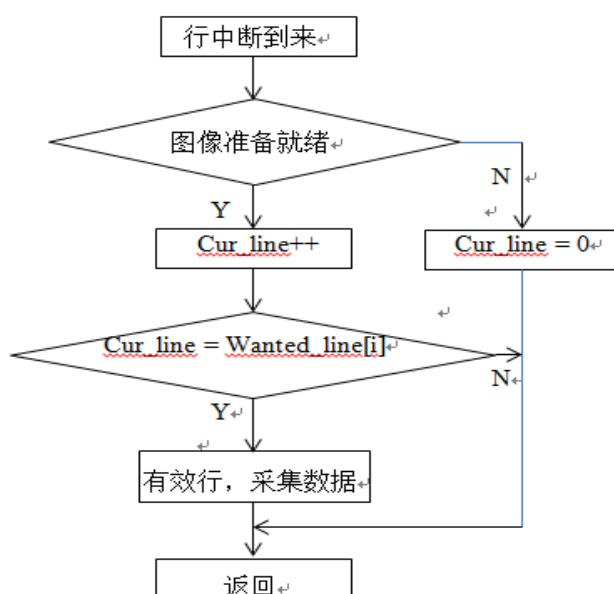 行中断到来
图像准备就绪
N
Y
Cur_line++
Cur_line = 0
Cur_line = Wanted_line[i]
N
Y
有效行，采集数据
返回